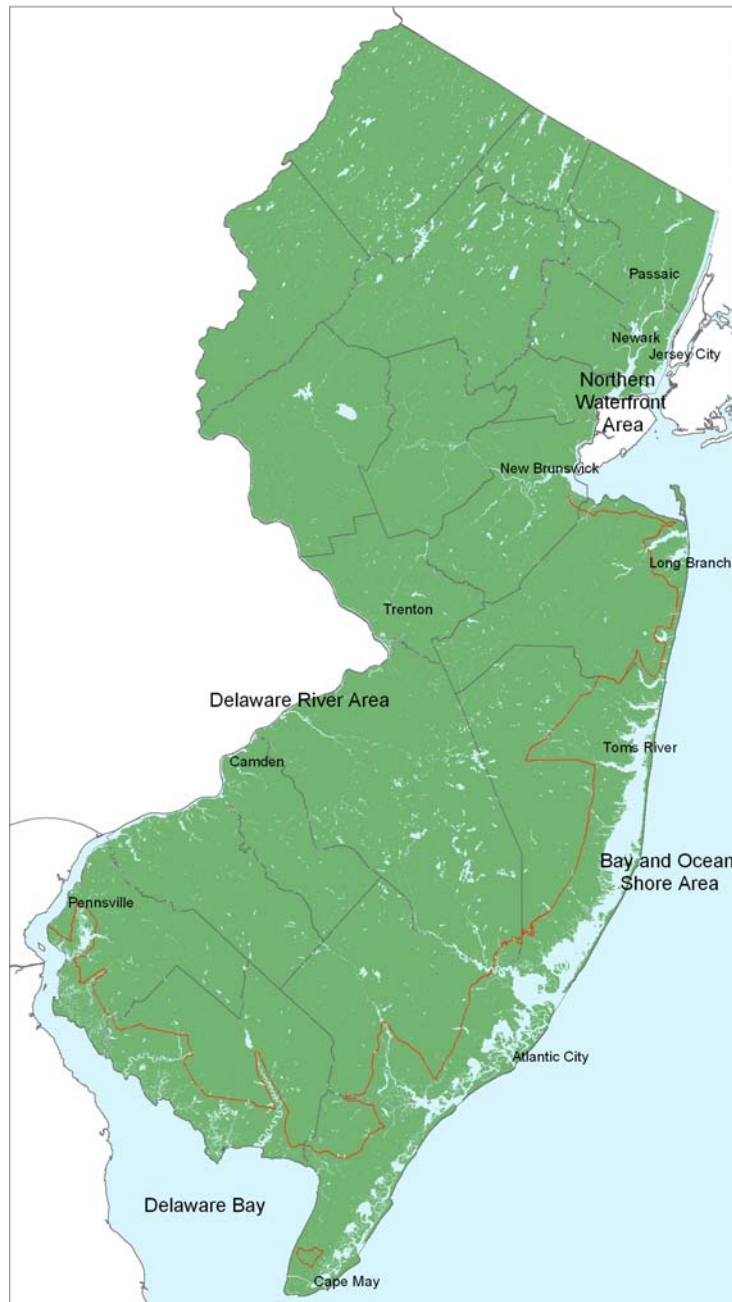 Passaic
Newark
Jersey City
Northern
Waterfront
Area
New Brunswick
Long Branch
Trenton
Delaware River Area
Toms River
Camden
Bay and Ocean
Shore Area
Pennsville
Atlantic City
Delaware Bay
Cape May